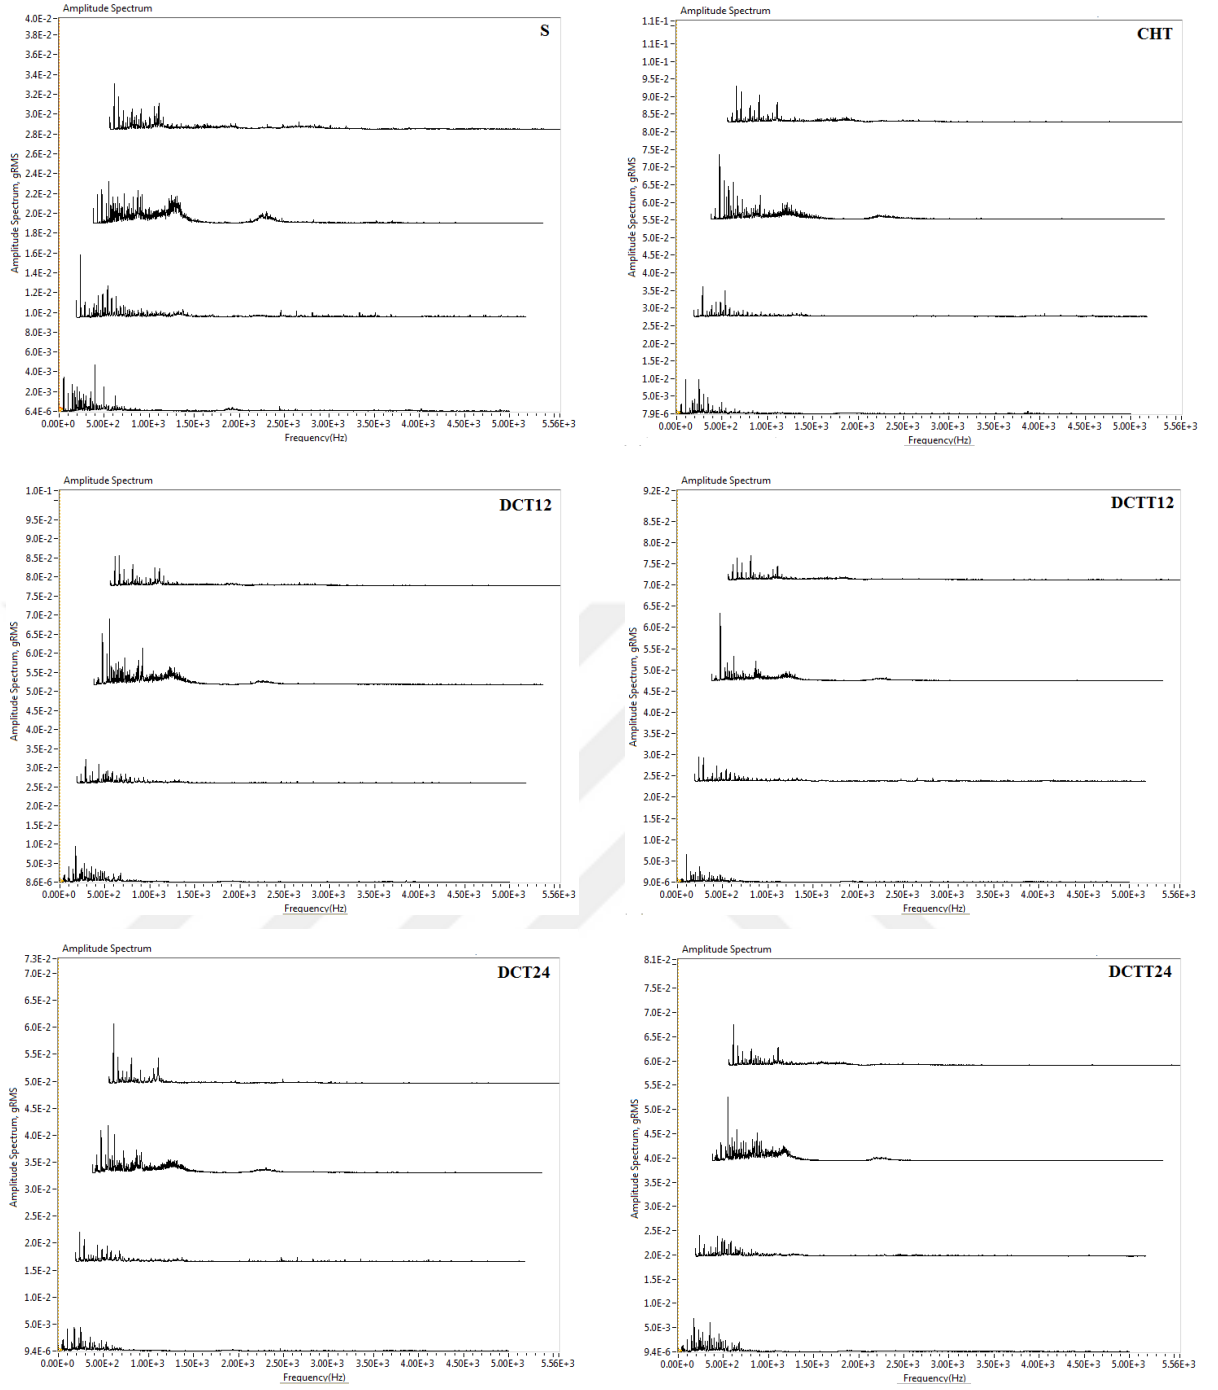 Amplitude Spectrum
S
4.0E-2
3.8E-2
3.6E-2
3.4E-2
3.2E-2
3.0E-2
2.8E-2
2.6E-2
2.4E-2
2.2E-2
2.0E-2
1.8E-2
1.6E-2
1.4E-2
1.2E-2
1.0E-2
8.0E-3
6.0E-3
4.0E-3
2.0E-3
6.4E-6
Amplitude Spectrum, gRMS
0.00E+0 5.00E+2 1.00E+3 1.50E+3 2.00E+3 2.50E+3 3.00E+3 3.50E+3 4.00E+3 4.50E+3 5.00E+3 5.56E+3
Frequency(Hz)
Amplitude Spectrum
CHT
1.1E-1
1.1E-1
1.0E-1
9.5E-2
9.0E-2
8.5E-2
8.0E-2
7.5E-2
7.0E-2
6.5E-2
6.0E-2
5.5E-2
5.0E-2
4.5E-2
4.0E-2
3.5E-2
3.0E-2
2.5E-2
2.0E-2
1.5E-2
1.0E-2
5.0E-3
7.9E-6
Amplitude Spectrum, gRMS
0.00E+0 5.00E+2 1.00E+3 1.50E+3 2.00E+3 2.50E+3 3.00E+3 3.50E+3 4.00E+3 4.50E+3 5.00E+3 5.56E+3
Frequency(Hz)
Amplitude Spectrum
DCT12
1.0E-1
9.5E-2
9.0E-2
8.5E-2
8.0E-2
7.5E-2
7.0E-2
6.5E-2
6.0E-2
5.5E-2
5.0E-2
4.5E-2
4.0E-2
3.5E-2
3.0E-2
2.5E-2
2.0E-2
1.5E-2
1.0E-2
5.0E-3
8.6E-6
Amplitude Spectrum, gRMS
0.00E+0 5.00E+2 1.00E+3 1.50E+3 2.00E+3 2.50E+3 3.00E+3 3.50E+3 4.00E+3 4.50E+3 5.00E+3 5.56E+3
Frequency(Hz)
Amplitude Spectrum
DCTT12
9.2E-2
8.5E-2
8.0E-2
7.5E-2
7.0E-2
6.5E-2
6.0E-2
5.5E-2
5.0E-2
4.5E-2
4.0E-2
3.5E-2
3.0E-2
2.5E-2
2.0E-2
1.5E-2
1.0E-2
5.0E-3
9.0E-6
Amplitude Spectrum, gRMS
0.00E+0 5.00E+2 1.00E+3 1.50E+3 2.00E+3 2.50E+3 3.00E+3 3.50E+3 4.00E+3 4.50E+3 5.00E+3 5.56E+3
Frequency(Hz)
Amplitude Spectrum
DCT24
7.3E-2
7.0E-2
6.5E-2
6.0E-2
5.5E-2
5.0E-2
4.5E-2
4.0E-2
3.5E-2
3.0E-2
2.5E-2
2.0E-2
1.5E-2
1.0E-2
5.0E-3
9.4E-6
Amplitude Spectrum, gRMS
0.00E+0 5.00E+2 1.00E+3 1.50E+3 2.00E+3 2.50E+3 3.00E+3 3.50E+3 4.00E+3 4.50E+3 5.00E+3 5.56E+3
Frequency(Hz)
Amplitude Spectrum
DCTT24
8.1E-2
7.5E-2
7.0E-2
6.5E-2
6.0E-2
5.5E-2
5.0E-2
4.5E-2
4.0E-2
3.5E-2
3.0E-2
2.5E-2
2.0E-2
1.5E-2
1.0E-2
5.0E-3
9.4E-6
Amplitude Spectrum, gRMS
0.00E+0 5.00E+2 1.00E+3 1.50E+3 2.00E+3 2.50E+3 3.00E+3 3.50E+3 4.00E+3 4.50E+3 5.00E+3 5.56E+3
Frequency(Hz)